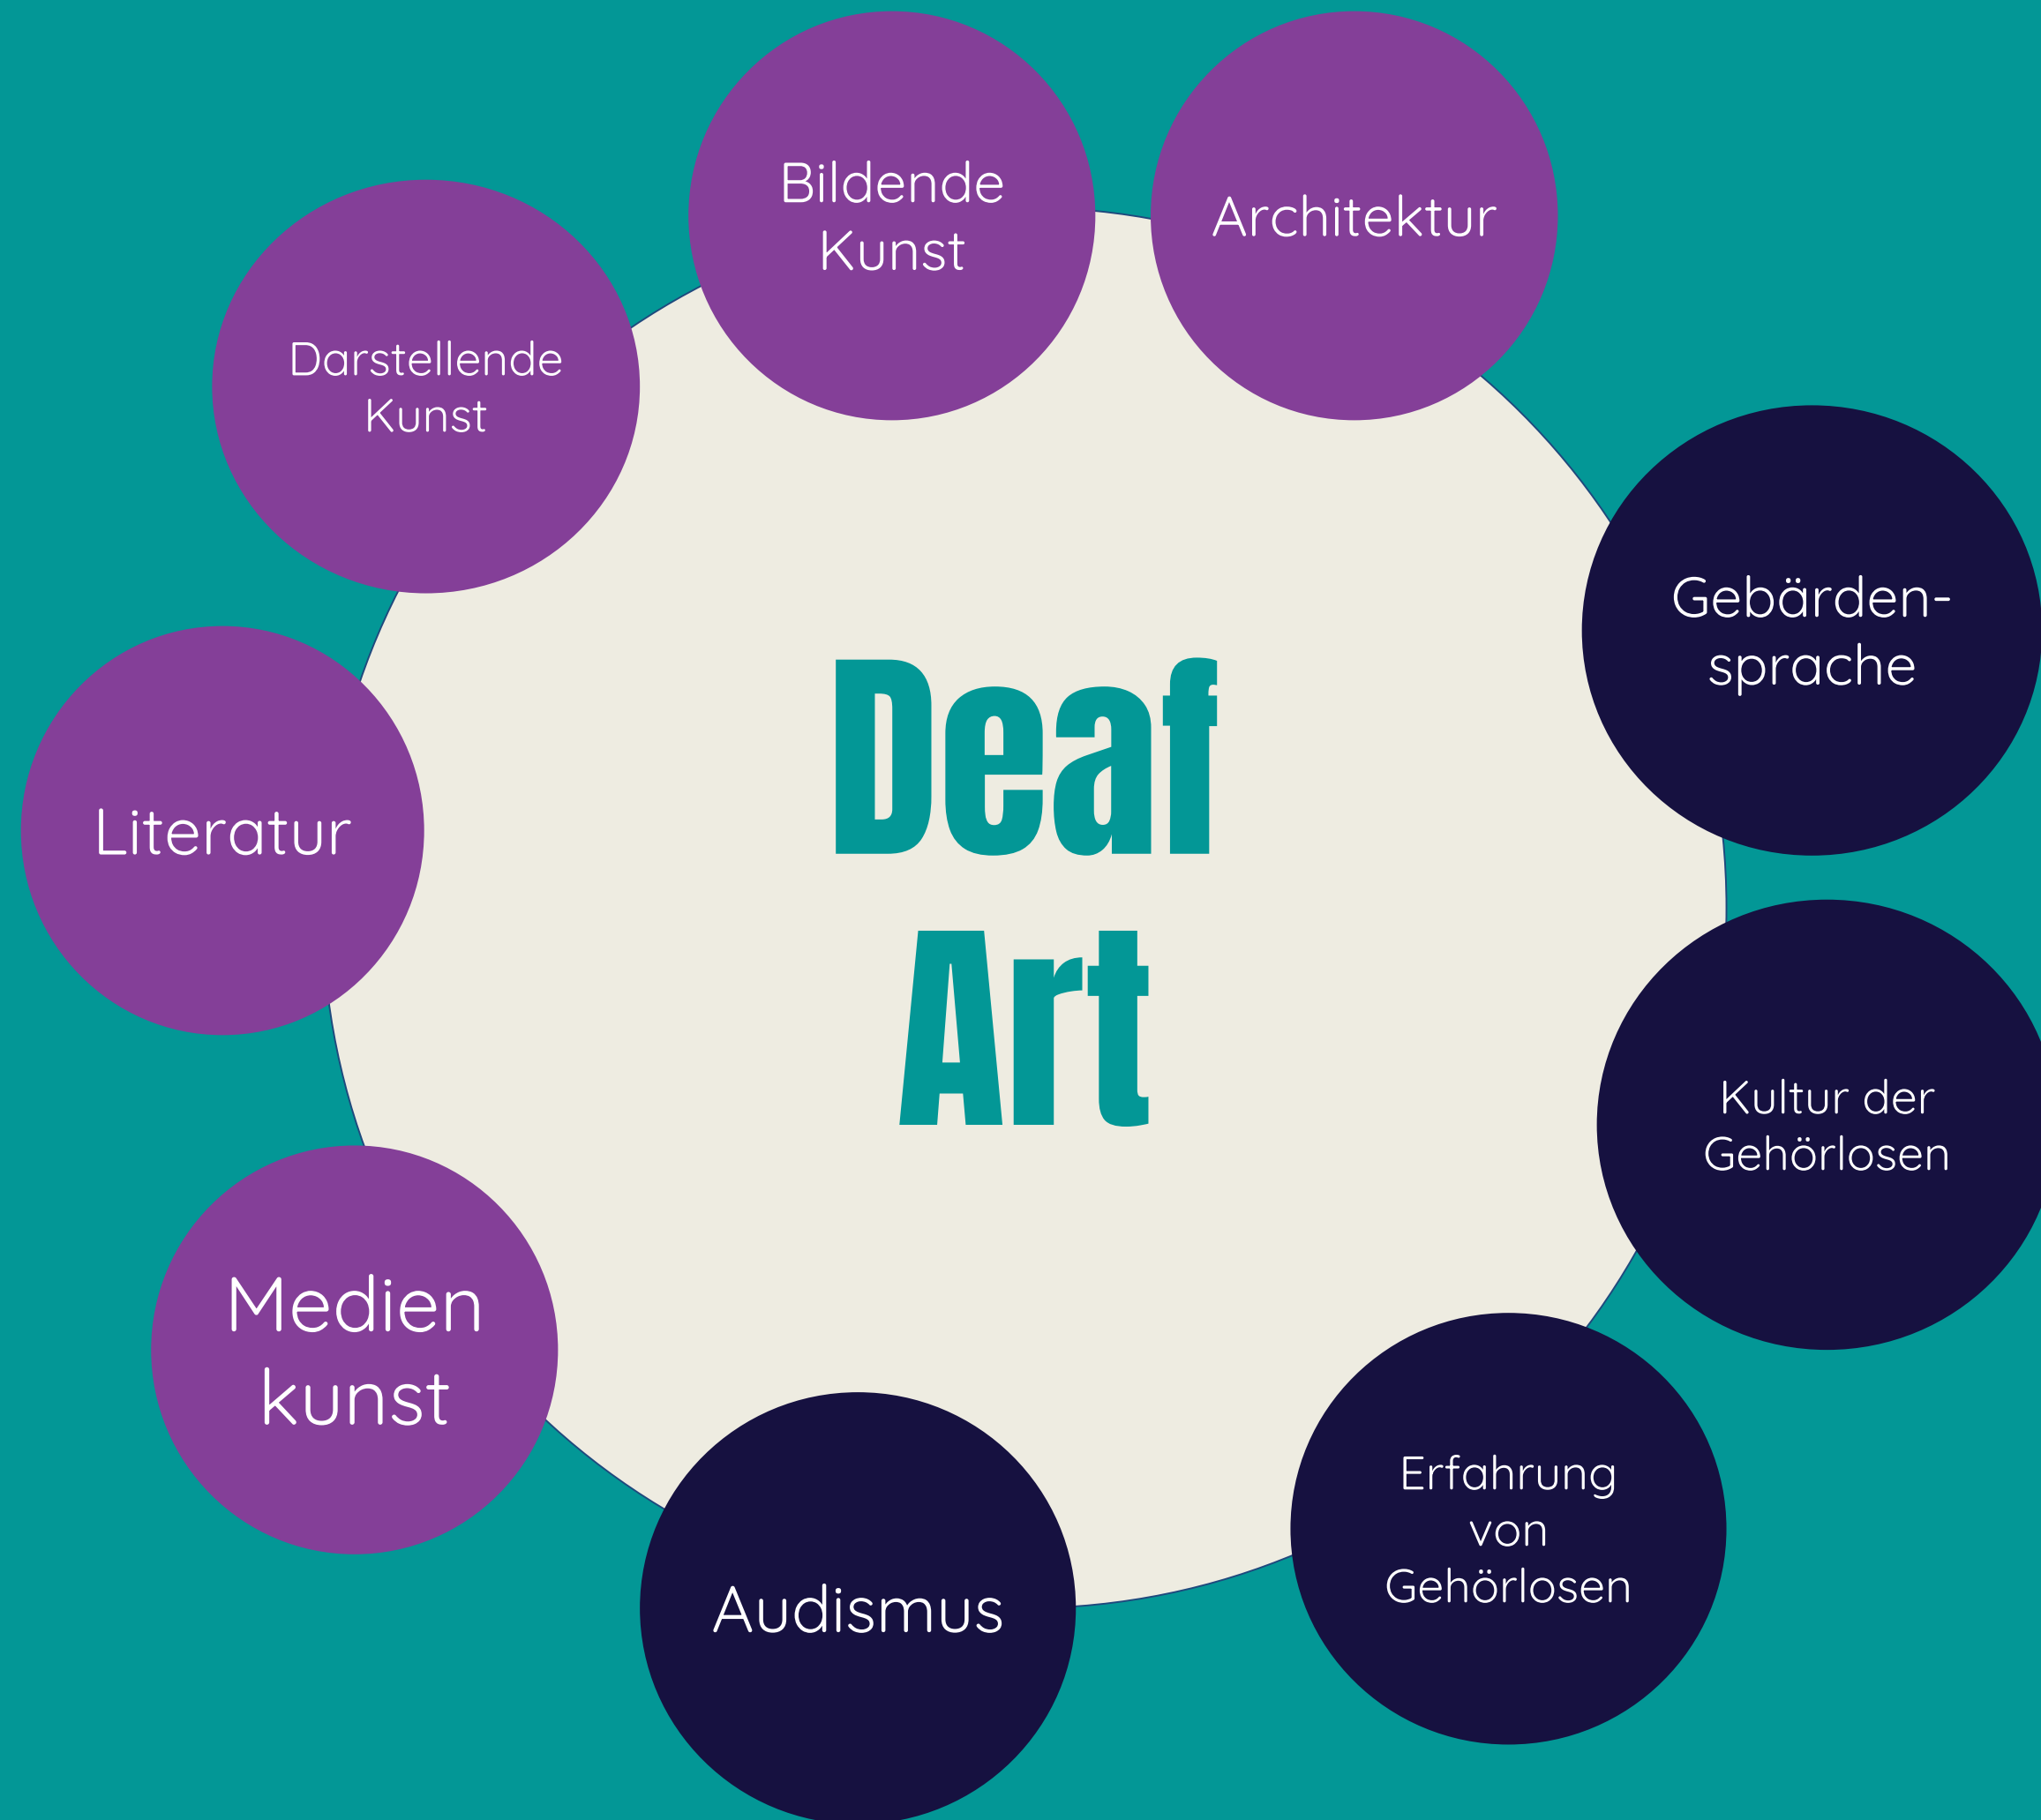 Bildende
Kunst
Architektur
Darstellende
Kunst
Gebärden-
sprache
Deaf
Art
Literatur
Kultur der
Gehörlosen
Medien
kunst
Erfahrung
von
Gehörlosen
Audismus